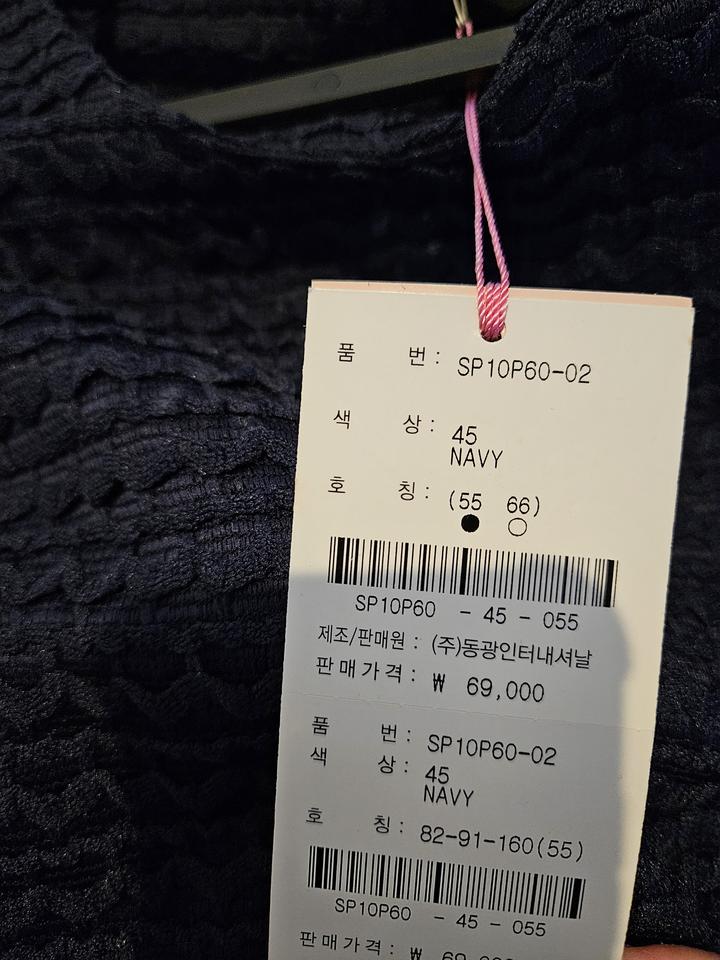 품 번 : SP10P60-02
색 상 : 45
NAVY
호 칭 : (55 66)
SP10P60 - 45 - 055
제조/판매원 : (주)동광인터내셔날
판매가격 : ₩ 69,000
품 번 : SP10P60-02
색 상 : 45
NAVY
호 칭 : 82-91-160(55)
SP10P60 - 45 - 055
판매가격 : ₩